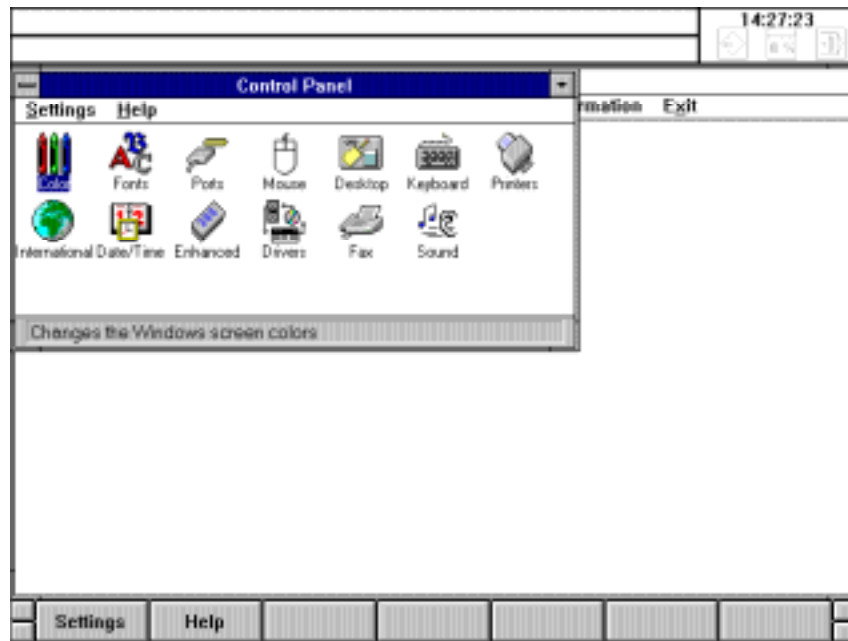 14:27:23
Control Panel
Settings Help
Exit
Color Fonts Ports Mouse Desktop Keyboard Printers
International Date/Time Enhanced Drivers Fax Sound
Changes the Windows screen colors
Settings Help